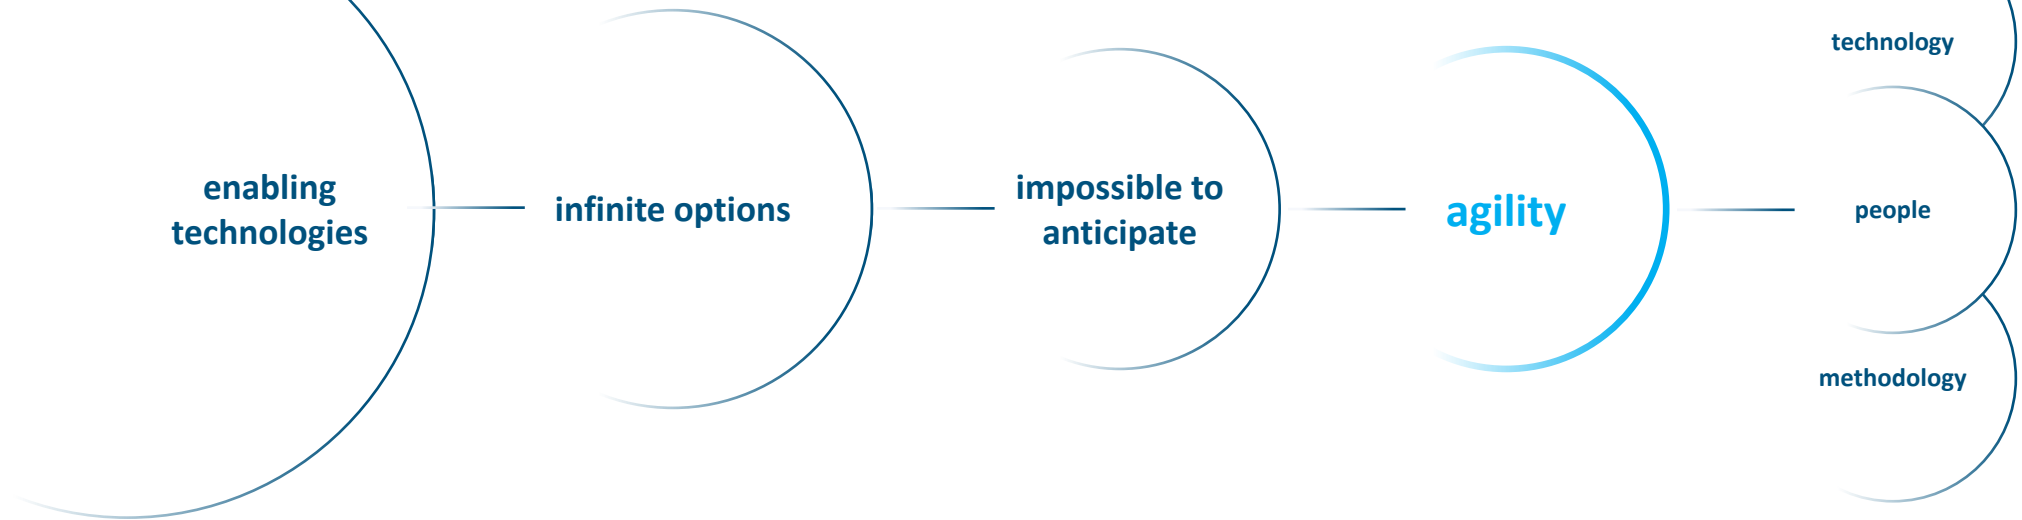 enabling
technologies
infinite options
impossible to
anticipate
agility
technology
people
methodology